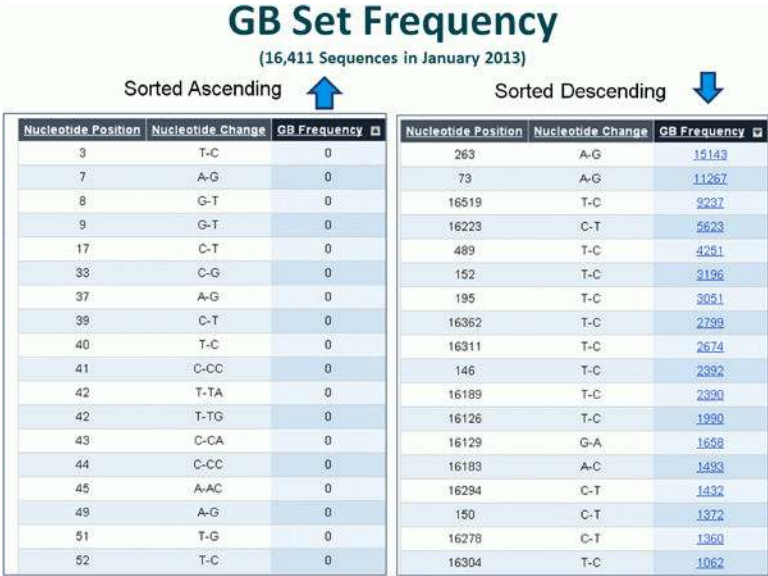 GB Set Frequency
(16,411 Sequences in January 2013)
Sorted Ascending
Nucleotide Position Nucleotide Change GB Frequency
3 T-C 0
7 A-G 0
8 G-T 0
9 G-T 0
17 C-T 0
33 C-G 0
37 A-G 0
39 C-T 0
40 T-C 0
41 C-CC 0
42 T-TA 0
42 T-TG 0
43 C-CA 0
44 C-CC 0
45 A-AC 0
49 A-G 0
51 T-G 0
52 T-C 0
Sorted Descending
Nucleotide Position Nucleotide Change GB Frequency
263 A-G 15143
73 A-G 11267
16519 T-C 9237
16223 C-T 5623
489 T-C 4251
152 T-C 3196
195 T-C 3051
16362 T-C 2799
16311 T-C 2674
146 T-C 2392
16189 T-C 2390
16126 T-C 1990
16129 G-A 1658
16183 A-C 1493
16294 C-T 1432
150 C-T 1372
16278 C-T 1360
16304 T-C 1062